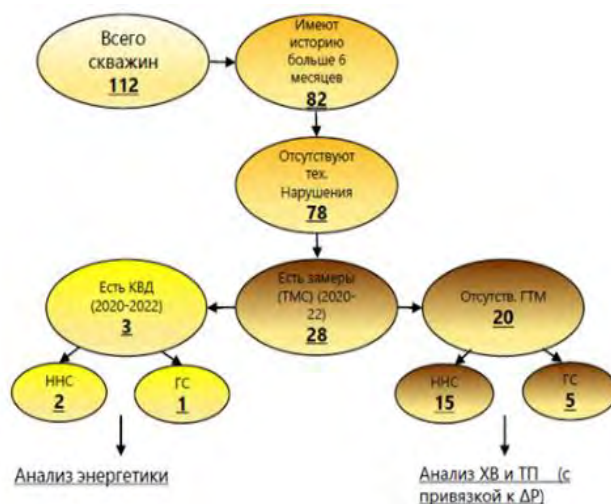 Всего
скважин
112
Имеют
историю
больше 6
месяцев
82
Отсутствуют
тех.
Нарушения
78
Есть КВД
(2020-2022)
3
Есть замеры
(ТМС) (2020-
22)
28
Отсутств. ГТМ
20
ННС
2
ГС
1
ННС
15
ГС
5
Анализ энергетики
Анализ ХВ и ТП (с
привязкой к ΔР)